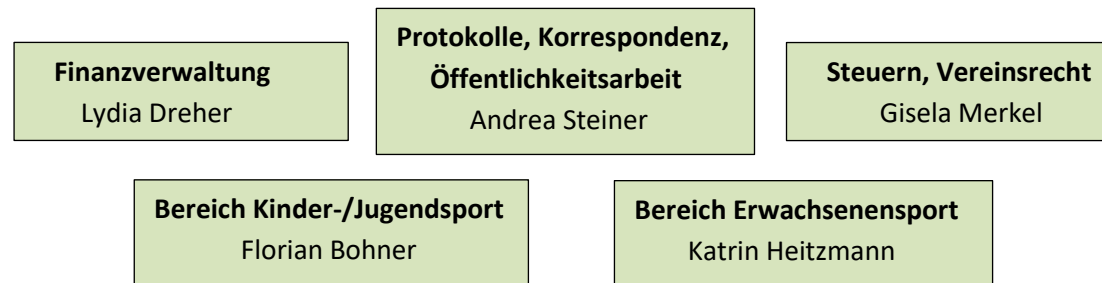 Finanzverwaltung
Lydia Dreher
Protokolle, Korrespondenz,
Öffentlichkeitsarbeit
Andrea Steiner
Steuern, Vereinsrecht
Gisela Merkel
Bereich Kinder-/Jugendsport
Florian Bohner
Bereich Erwachsenensport
Katrin Heitzmann